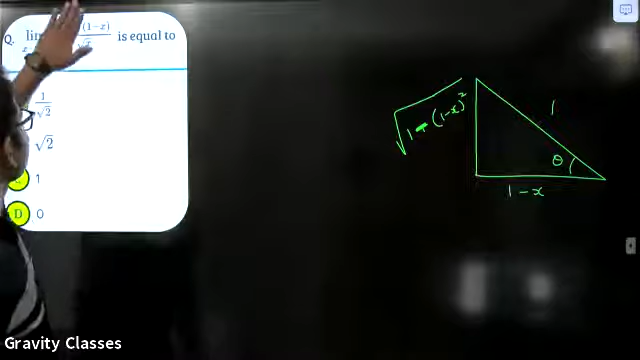 Q. lim (1−x) is equal to
x √x
1/√2
√2
1
D 0
√1−(1−x)² 1
θ
1−x
Gravity Classes